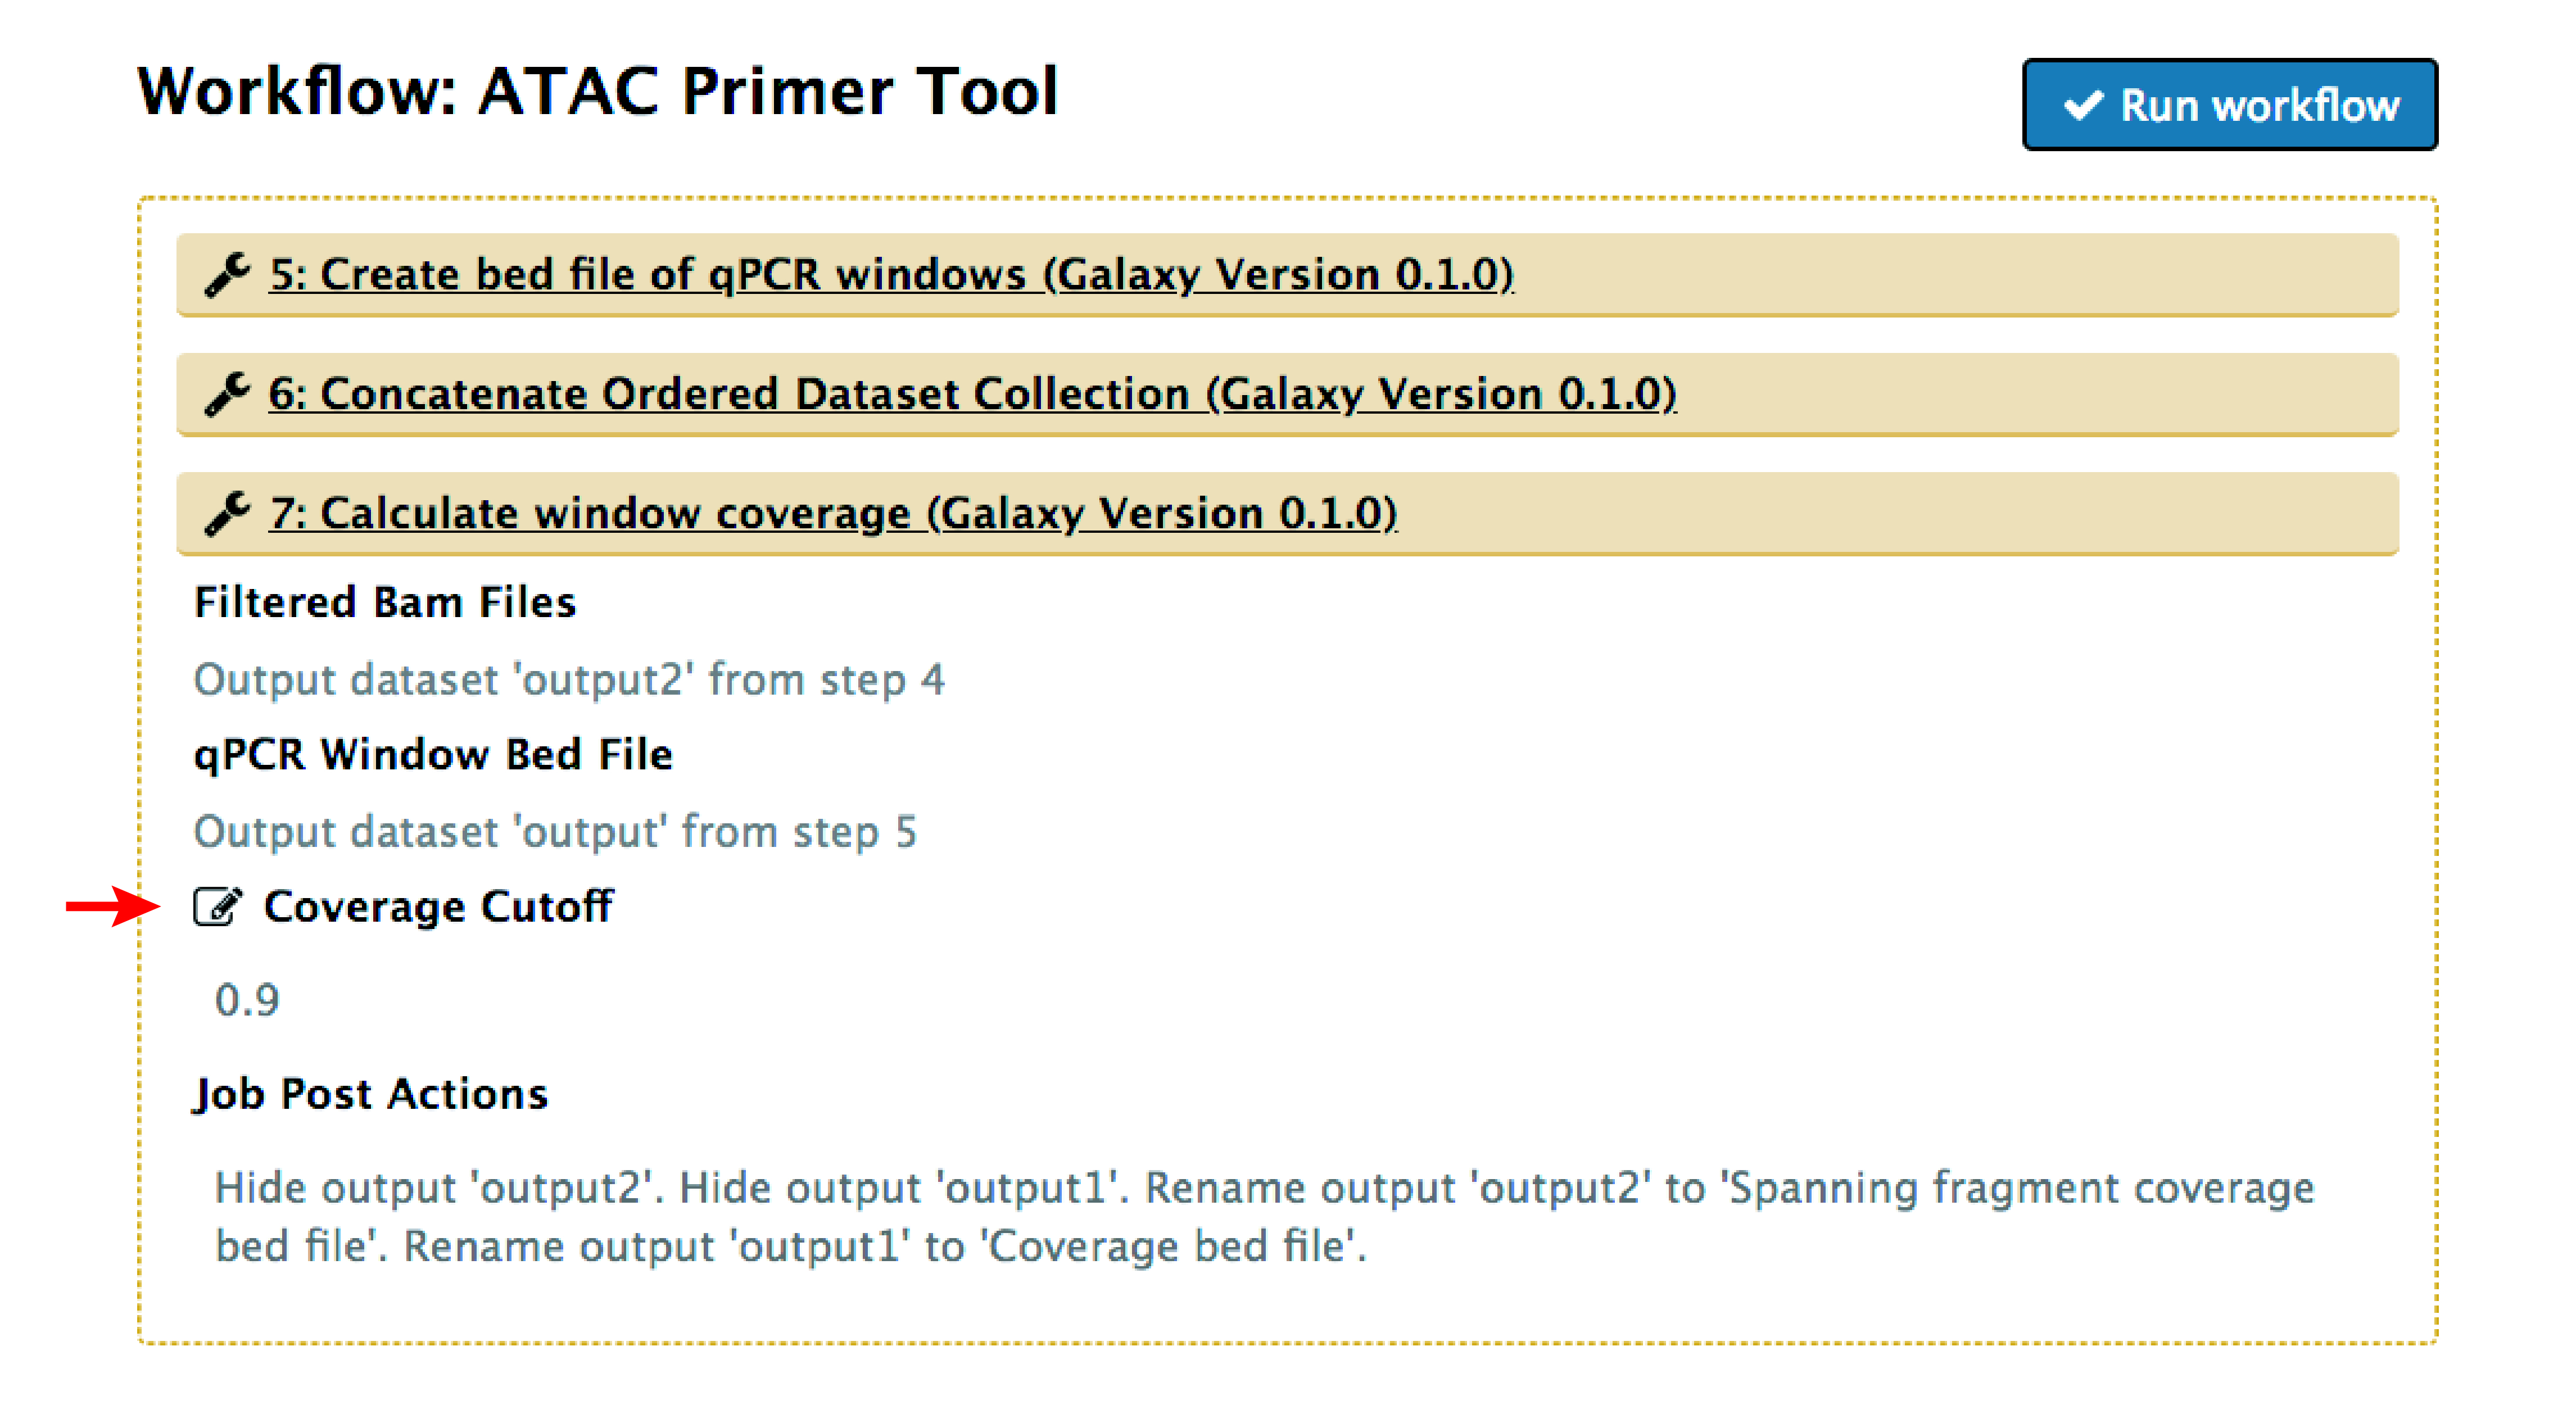 Workflow: ATAC Primer Tool
Run workflow
5: Create bed file of qPCR windows (Galaxy Version 0.1.0)
6: Concatenate Ordered Dataset Collection (Galaxy Version 0.1.0)
7: Calculate window coverage (Galaxy Version 0.1.0)
Filtered Bam Files
Output dataset 'output2' from step 4
qPCR Window Bed File
Output dataset 'output' from step 5
Coverage Cutoff
0.9
Job Post Actions
Hide output 'output2'. Hide output 'output1'. Rename output 'output2' to 'Spanning fragment coverage
bed file'. Rename output 'output1' to 'Coverage bed file'.